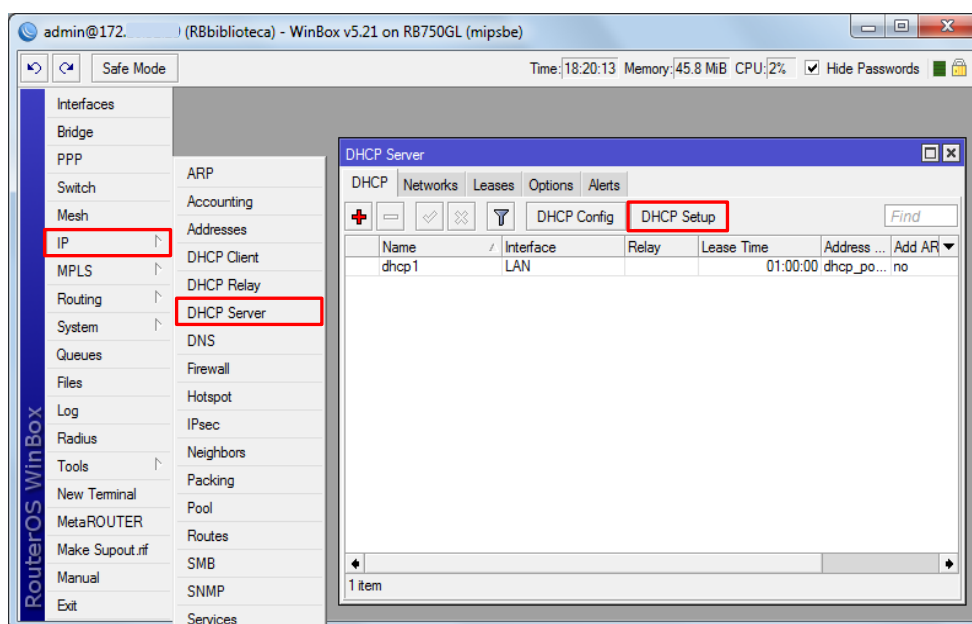 admin@172. ) (RBbiblioteca) - WinBox v5.21 on RB750GL (mipsbe)
Safe Mode
Time: 18:20:13 Memory: 45.8 MiB CPU: 2% Hide Passwords
RouterOS WinBox
Interfaces
Bridge
PPP
Switch
Mesh
IP
MPLS
Routing
System
Queues
Files
Log
Radius
Tools
New Terminal
MetaROUTER
Make Supout.rif
Manual
Exit
ARP
Accounting
Addresses
DHCP Client
DHCP Relay
DHCP Server
DNS
Firewall
Hotspot
IPsec
Neighbors
Packing
Pool
Routes
SMB
SNMP
Services
DHCP Server
DHCP Networks Leases Options Alerts
DHCP Config DHCP Setup Find
Name / Interface Relay Lease Time Address ... Add AR
dhcp1 LAN 01:00:00 dhcp_po... no
1 item